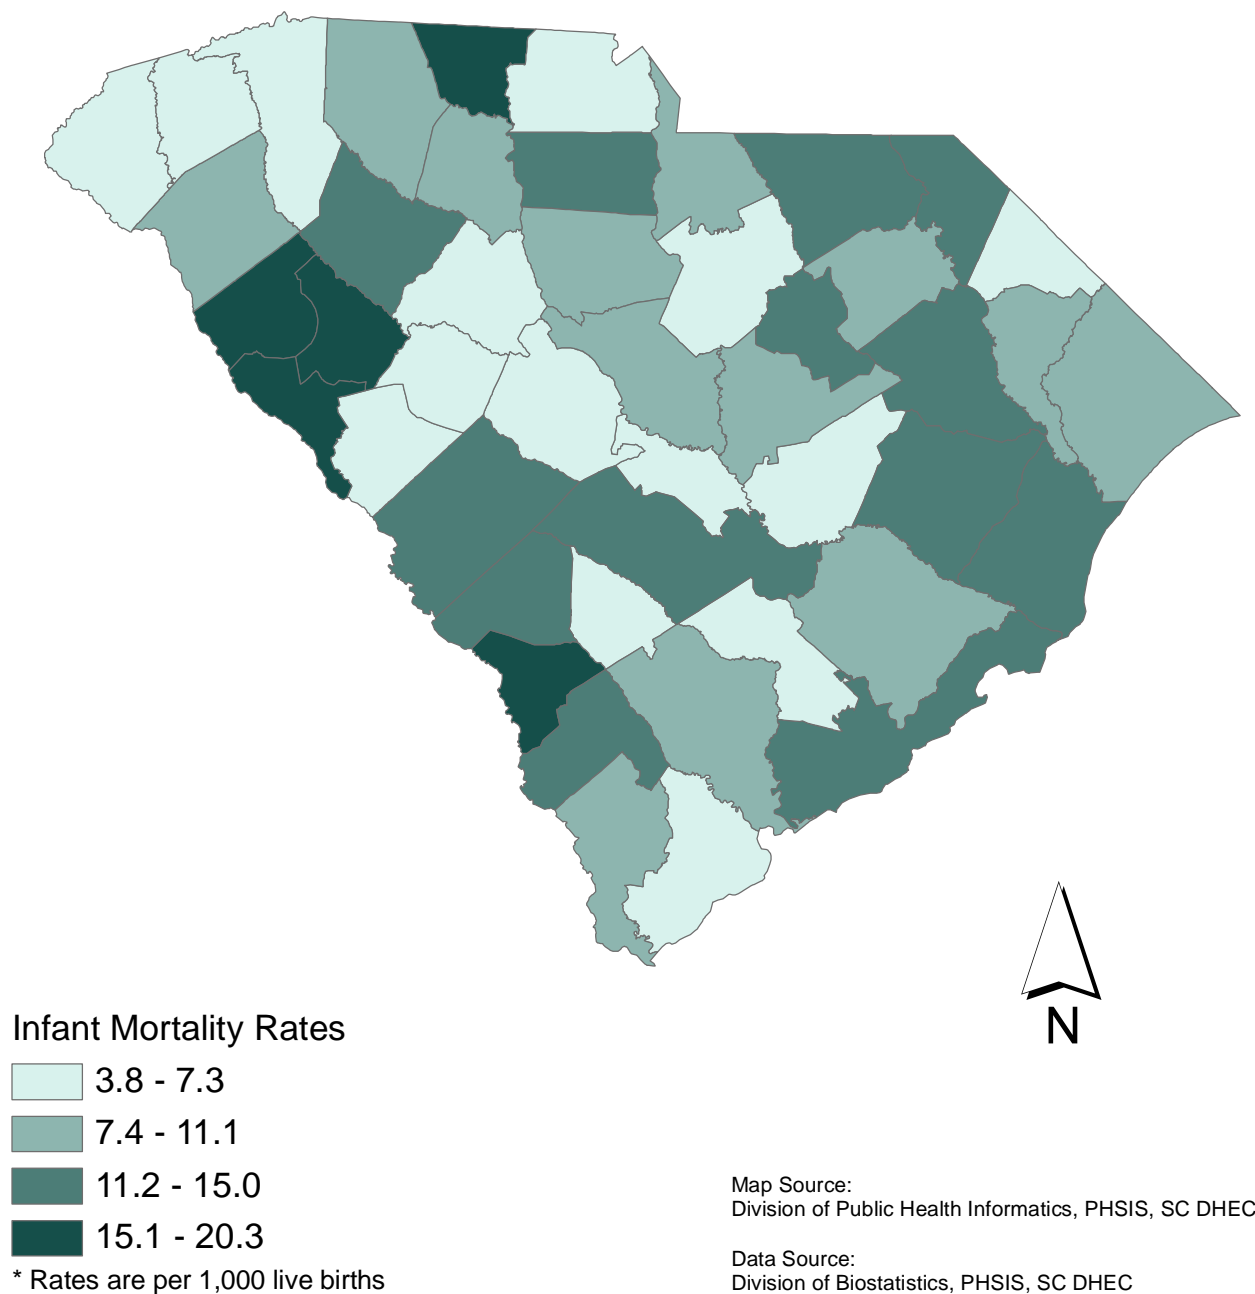 N
Infant Mortality Rates
3.8 - 7.3
7.4 - 11.1
11.2 - 15.0
15.1 - 20.3
* Rates are per 1,000 live births
Map Source:
Division of Public Health Informatics, PHSIS, SC DHEC
Data Source:
Division of Biostatistics, PHSIS, SC DHEC